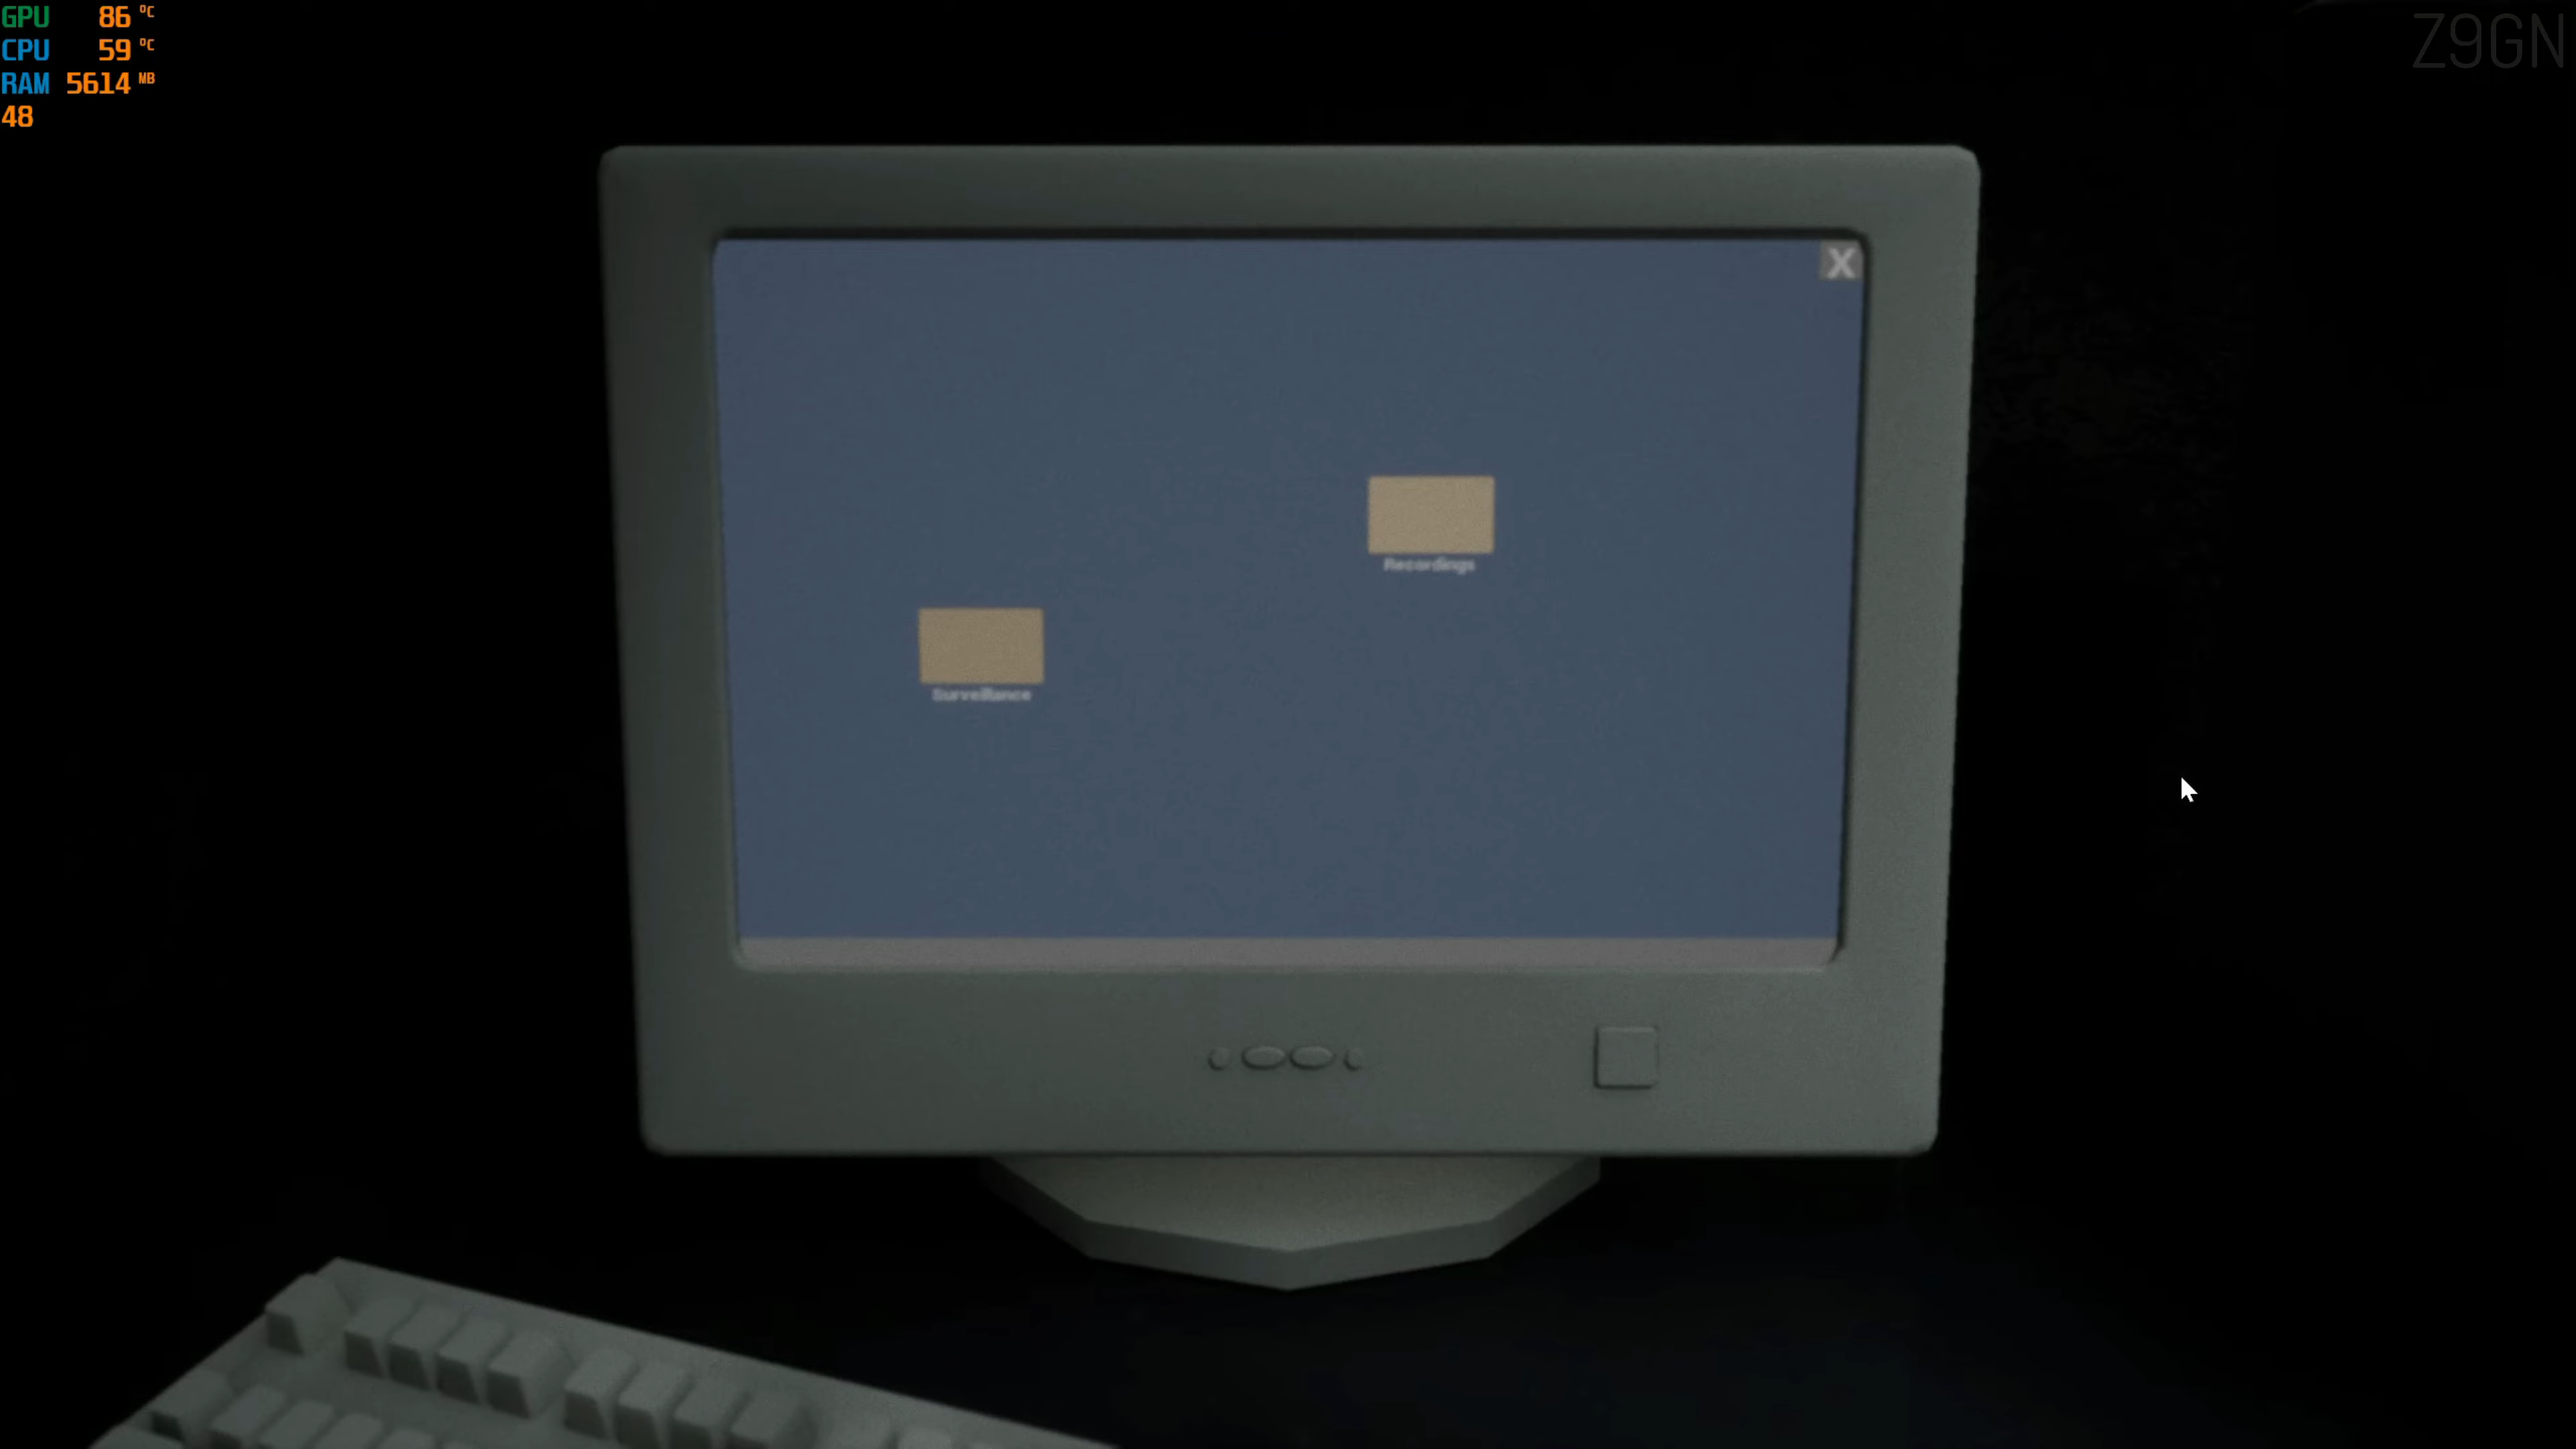 GPU 86 °C
CPU 59 °C
RAM 5614 MB
48
Z9GN
X
Recordings
Surveillance